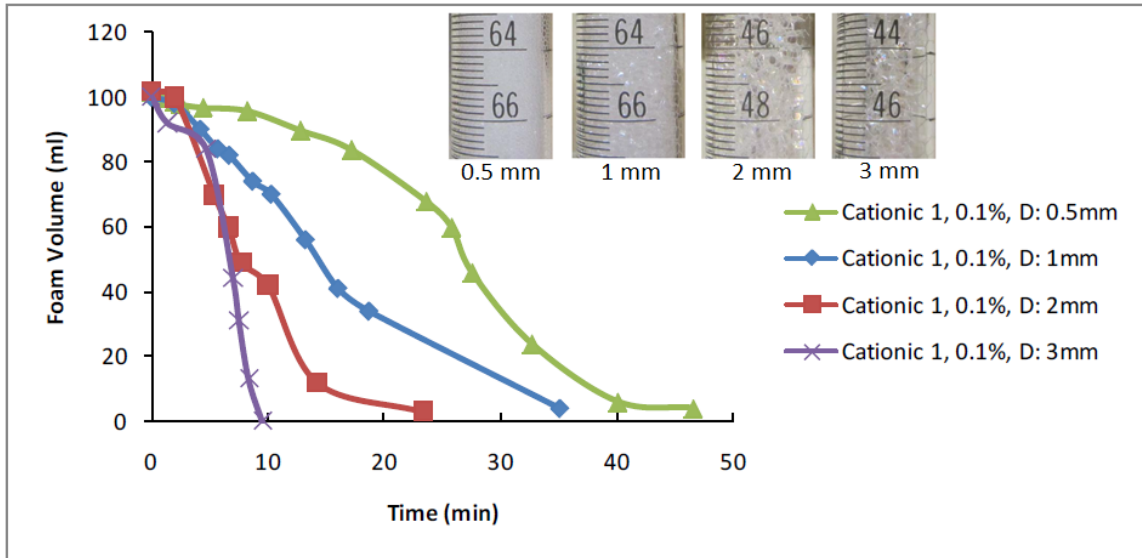 120
100
80
60
40
20
0
Foam Volume (ml)
0 10 20 30 40 50
Time (min)
64
66
0.5 mm
64
66
1 mm
46
48
2 mm
44
46
3 mm
Cationic 1, 0.1%, D: 0.5mm
Cationic 1, 0.1%, D: 1mm
Cationic 1, 0.1%, D: 2mm
Cationic 1, 0.1%, D: 3mm